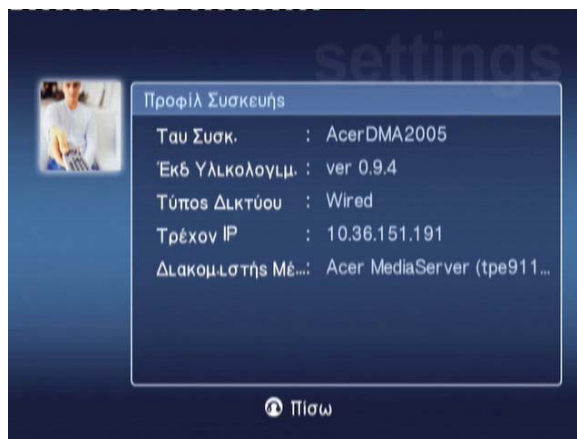 settings
Προφίλ Συσκευής
Ταυ Συσκ. : AcerDMA2005
Έκδ Υλικολογιμ. : ver 0.9.4
Τύπος Δικτύου : Wired
Τρέχον IP : 10.36.151.191
Διακομιστής Μέ...: Acer MediaServer (tpe911...
Πίσω